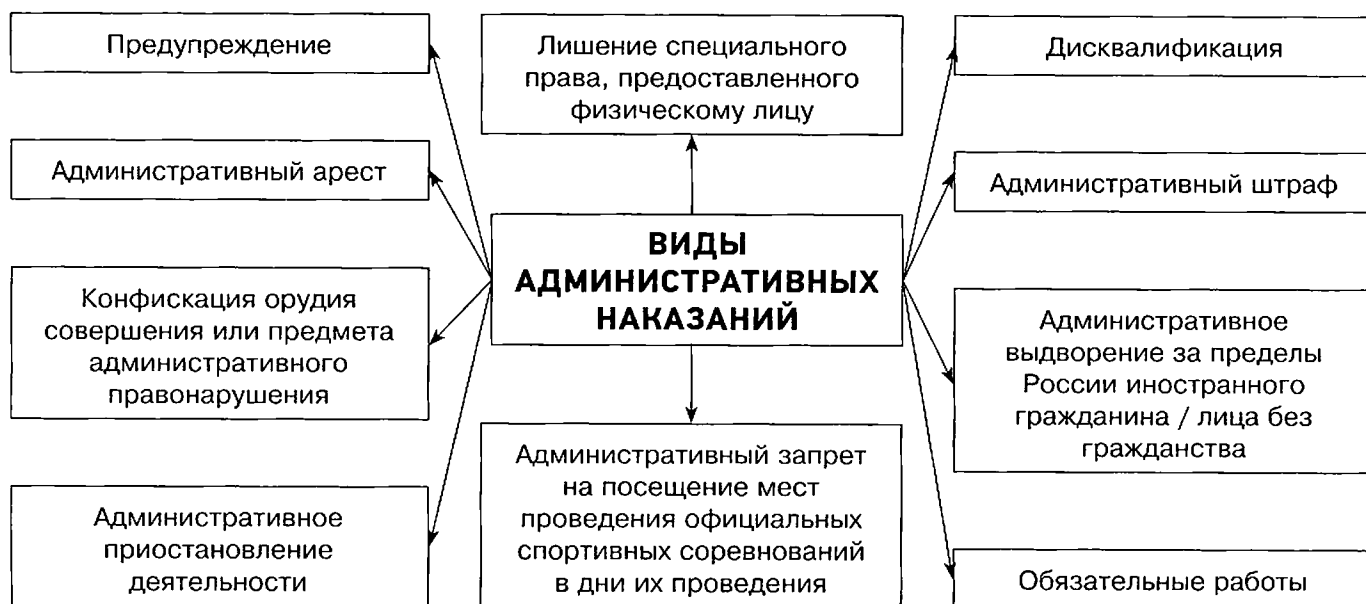 Предупреждение
Административный арест
Конфискация орудия
совершения или предмета
административного
правонарушения
Административное
приостановление
деятельности
Лишение специального
права, предоставленного
физическому лицу
ВИДЫ
АДМИНИСТРАТИВНЫХ
НАКАЗАНИЙ
Административный запрет
на посещение мест
проведения официальных
спортивных соревнований
в дни их проведения
Дисквалификация
Административный штраф
Административное
выдворение за пределы
России иностранного
гражданина / лица без
гражданства
Обязательные работы